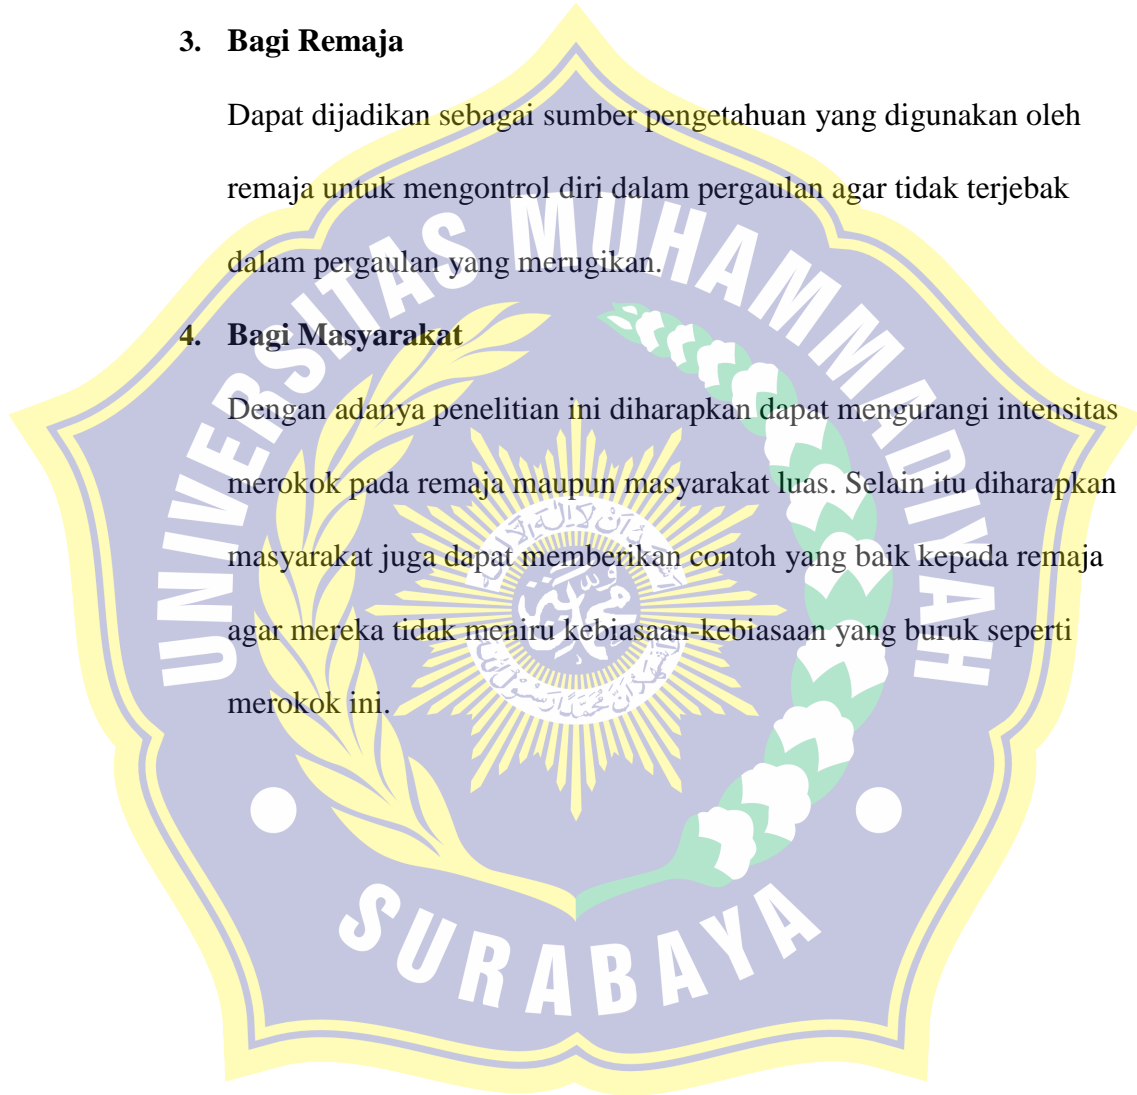 3. Bagi Remaja
Dapat dijadikan sebagai sumber pengetahuan yang digunakan oleh
remaja untuk mengontrol diri dalam pergaulan agar tidak terjebak
dalam pergaulan yang merugikan.
4. Bagi Masyarakat
Dengan adanya penelitian ini diharapkan dapat mengurangi intensitas
merokok pada remaja maupun masyarakat luas. Selain itu diharapkan
masyarakat juga dapat memberikan contoh yang baik kepada remaja
agar mereka tidak meniru kebiasaan-kebiasaan yang buruk seperti
merokok ini.
UNIVERSITAS MUHAMMADIYAH
SURABAYA